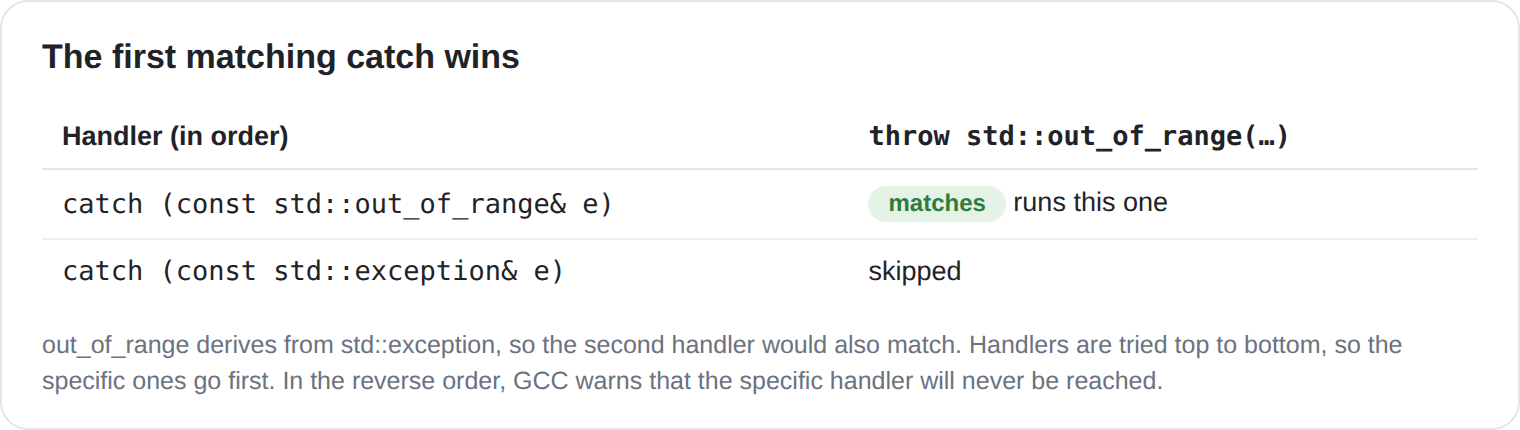 The first matching catch wins
Handler (in order) throw std::out_of_range(…)
catch (const std::out_of_range& e) matches runs this one
catch (const std::exception& e) skipped
out_of_range derives from std::exception, so the second handler would also match. Handlers are tried top to bottom, so the
specific ones go first. In the reverse order, GCC warns that the specific handler will never be reached.